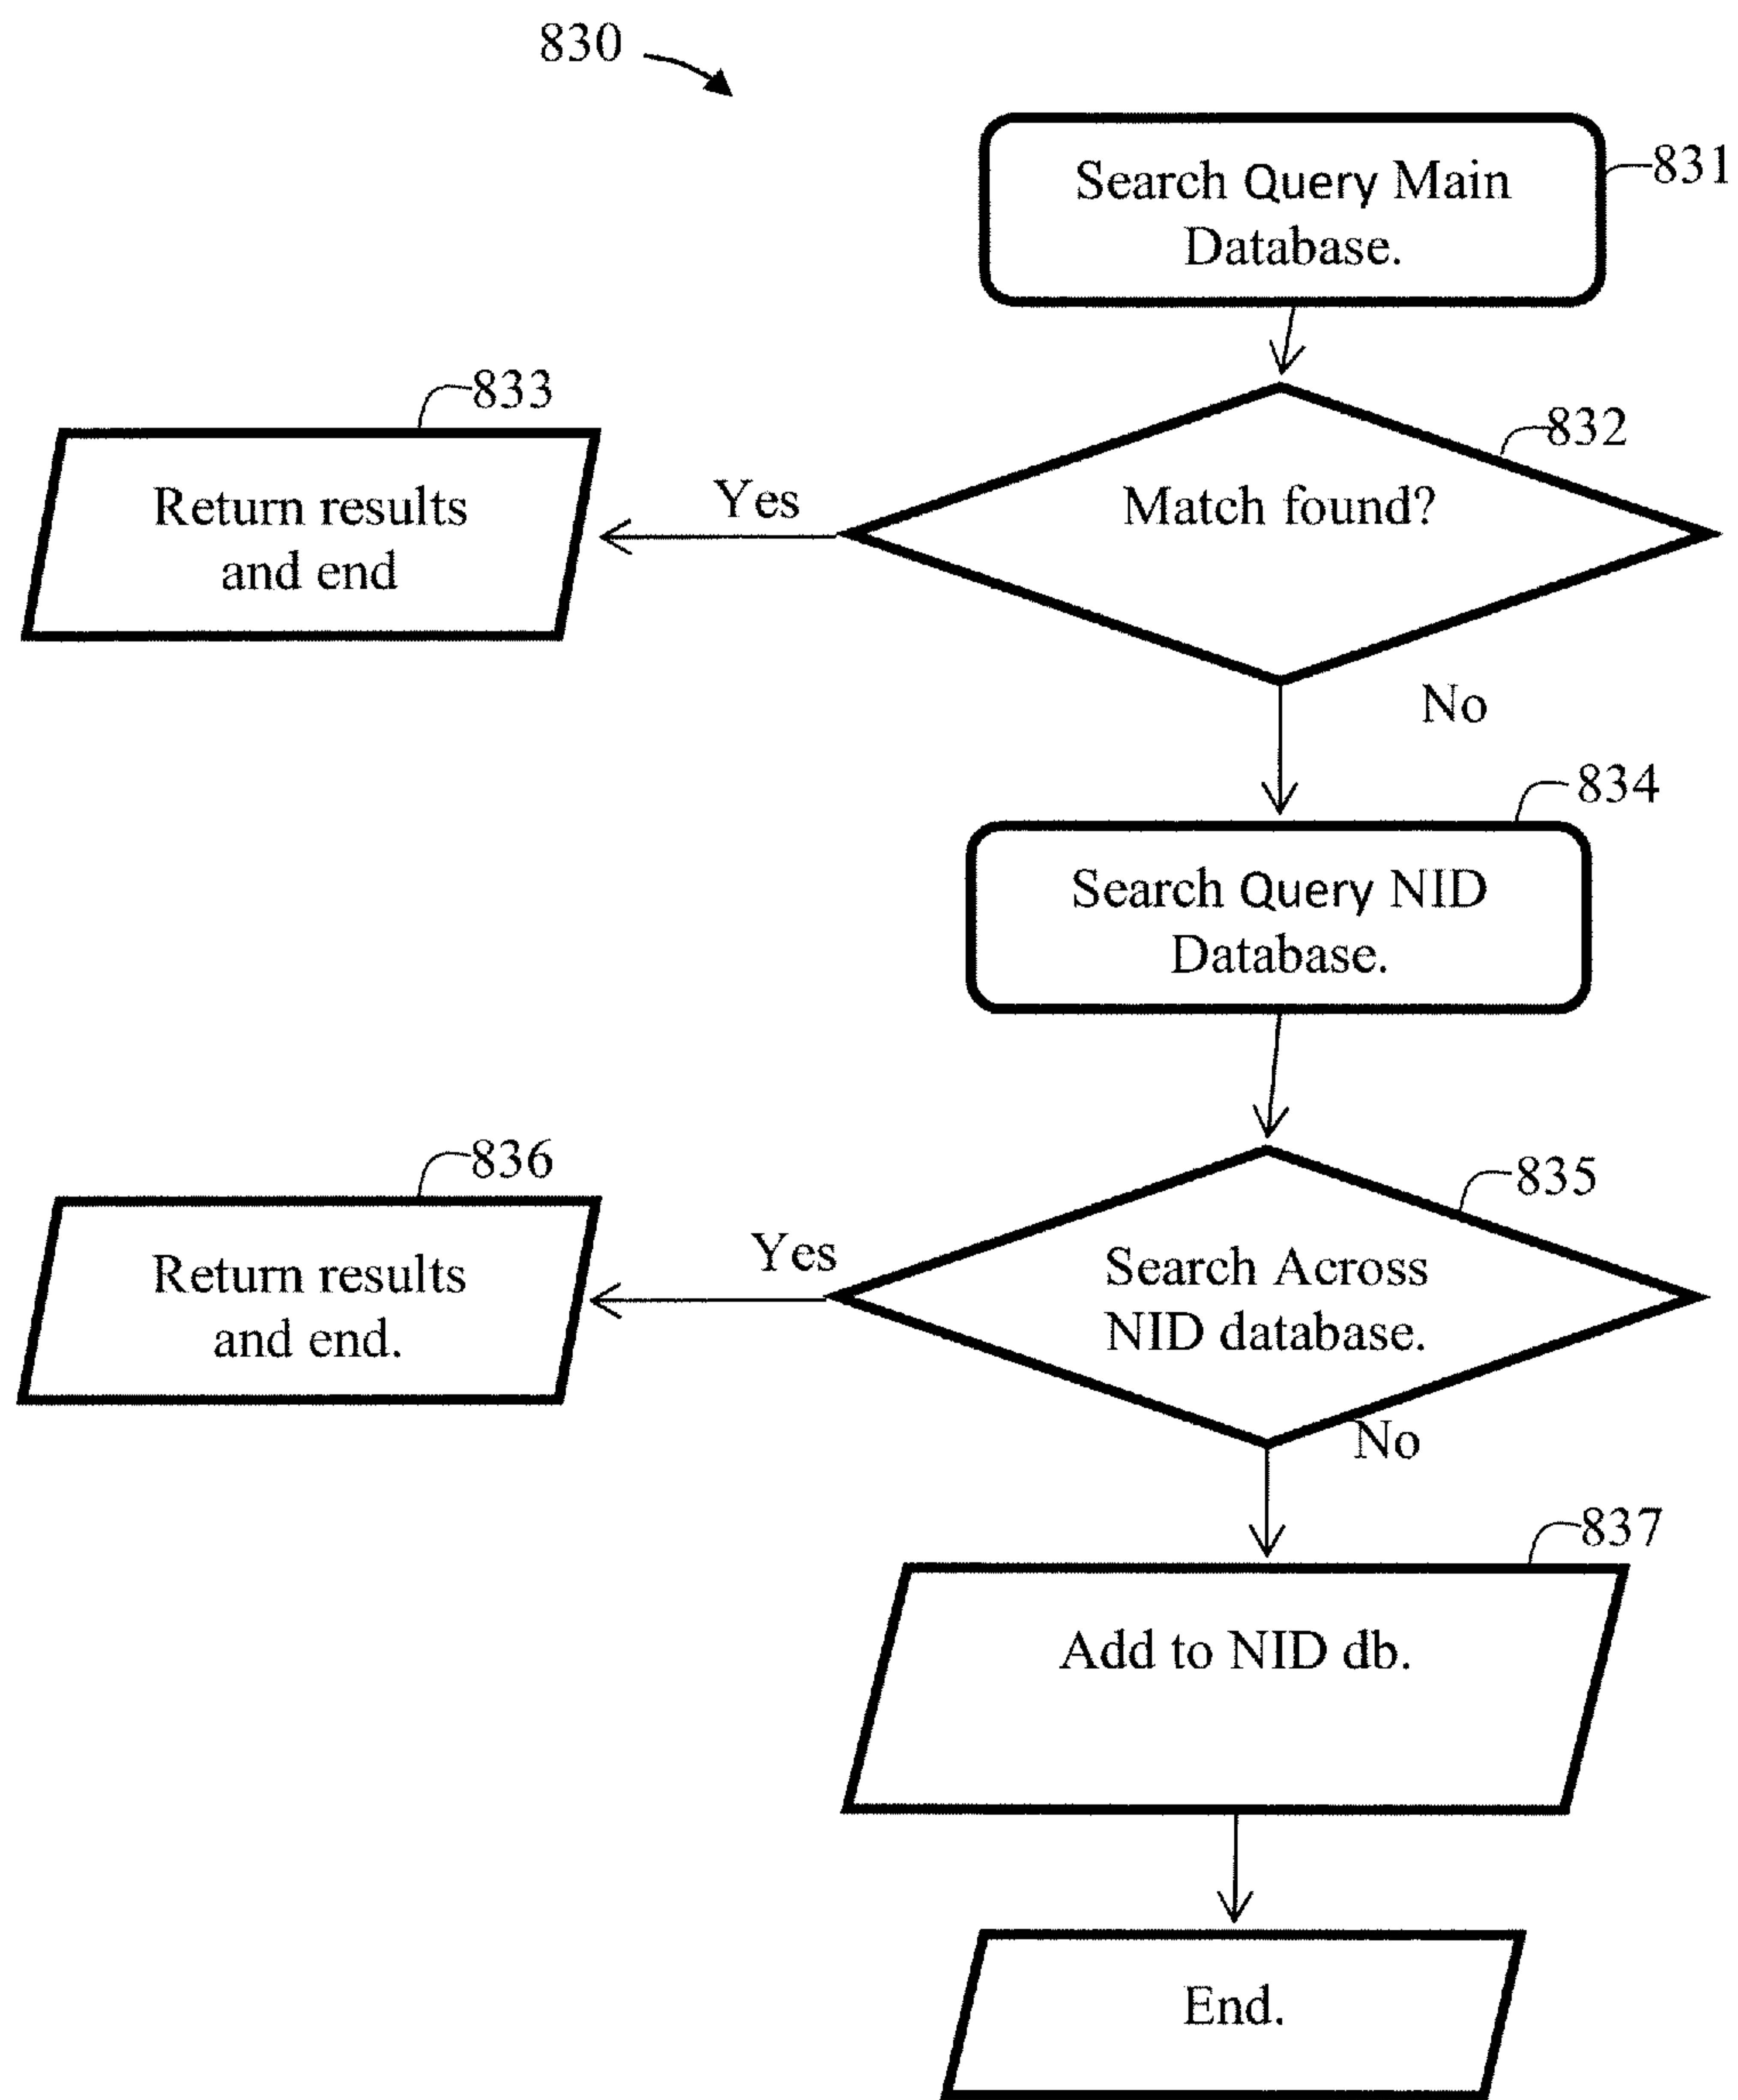 830
Search Query Main
Database.
831
833
Return results
and end
Yes
832
Match found?
No
834
Search Query NID
Database.
836
Return results
and end.
Yes
835
Search Across
NID database.
No
837
Add to NID db.
End.